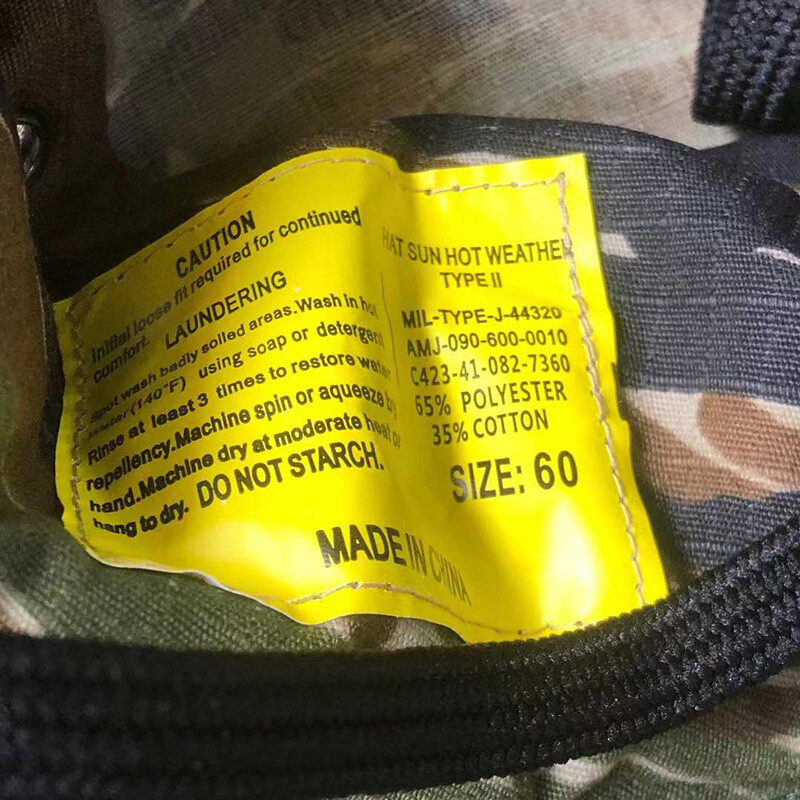 CAUTION
Initial loose fit required for continued
comfort. LAUNDERING
Spot wash badly soiled areas.Wash in hot
water(140°F) using soap or detergent
Rinse at least 3 times to restore water
repellency.Machine spin or aqueeze by
hand.Machine dry at moderate heat or
hang to dry. DO NOT STARCH.
HAT SUN HOT WEATHER
TYPE II
MIL-TYPE-J-44320
AMJ-090-600-0010
C423-41-082-7360
65% POLYESTER
35% COTTON
SIZE: 60
MADE IN CHINA